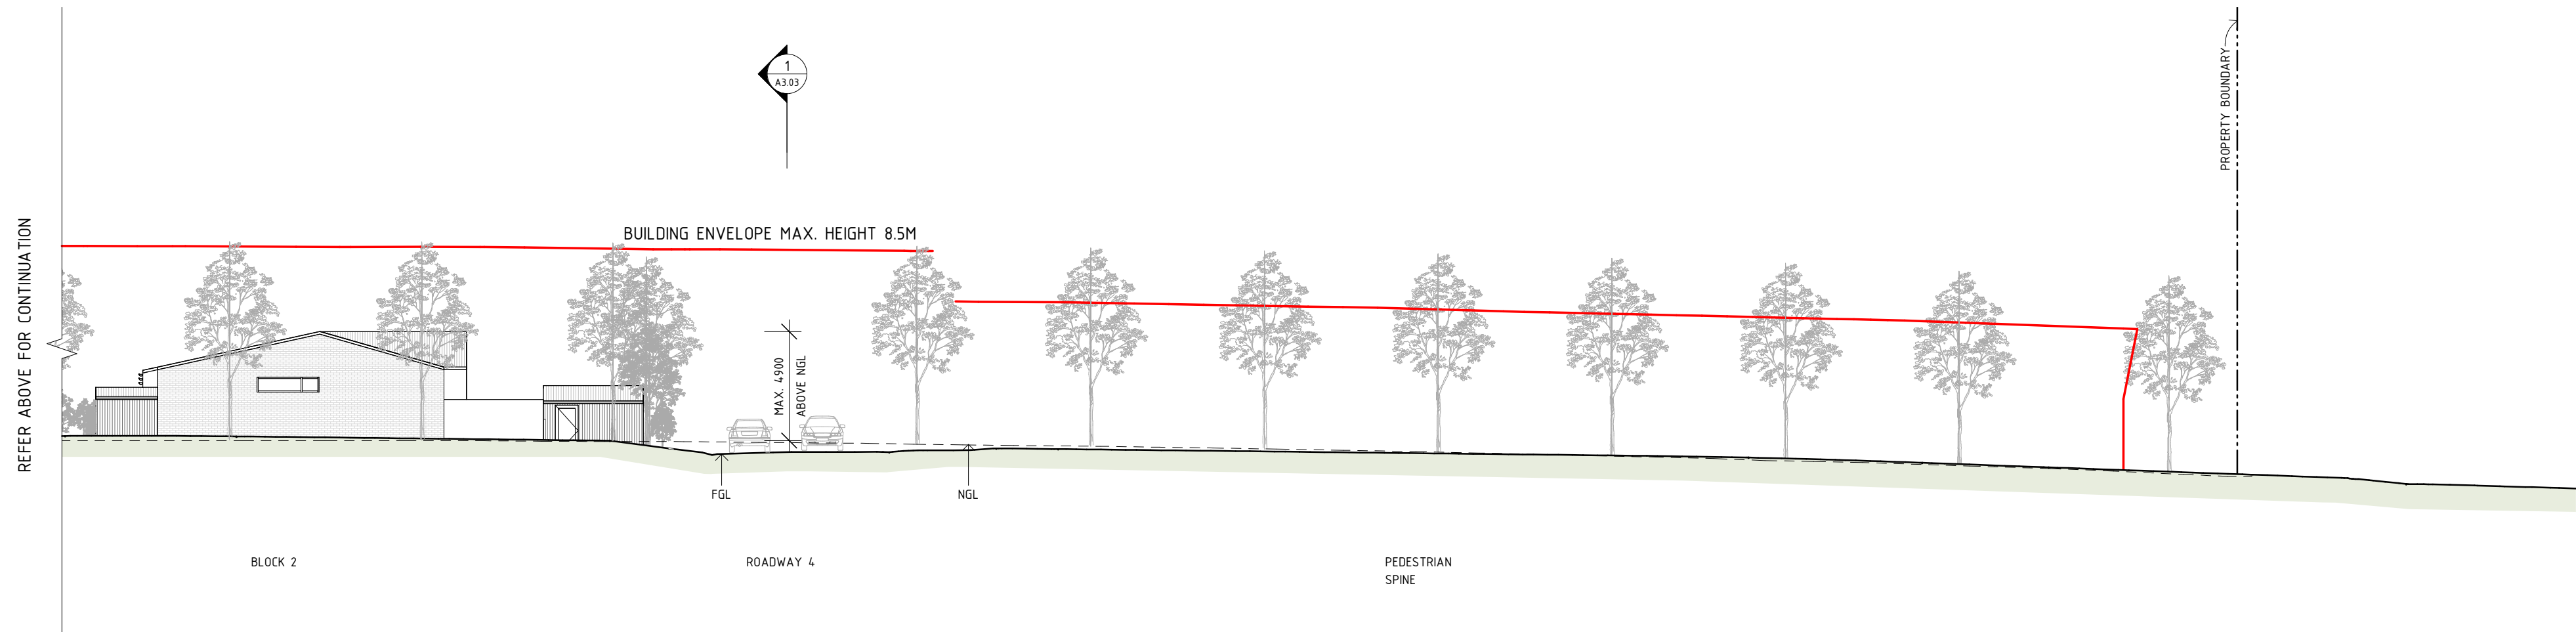 REFER ABOVE FOR CONTINUATION
1
A3.03
PROPERTY BOUNDARY
BUILDING ENVELOPE MAX. HEIGHT 8.5M
MAX. 4900
ABOVE NGL
FGL
NGL
BLOCK 2
ROADWAY 4
PEDESTRIAN
SPINE